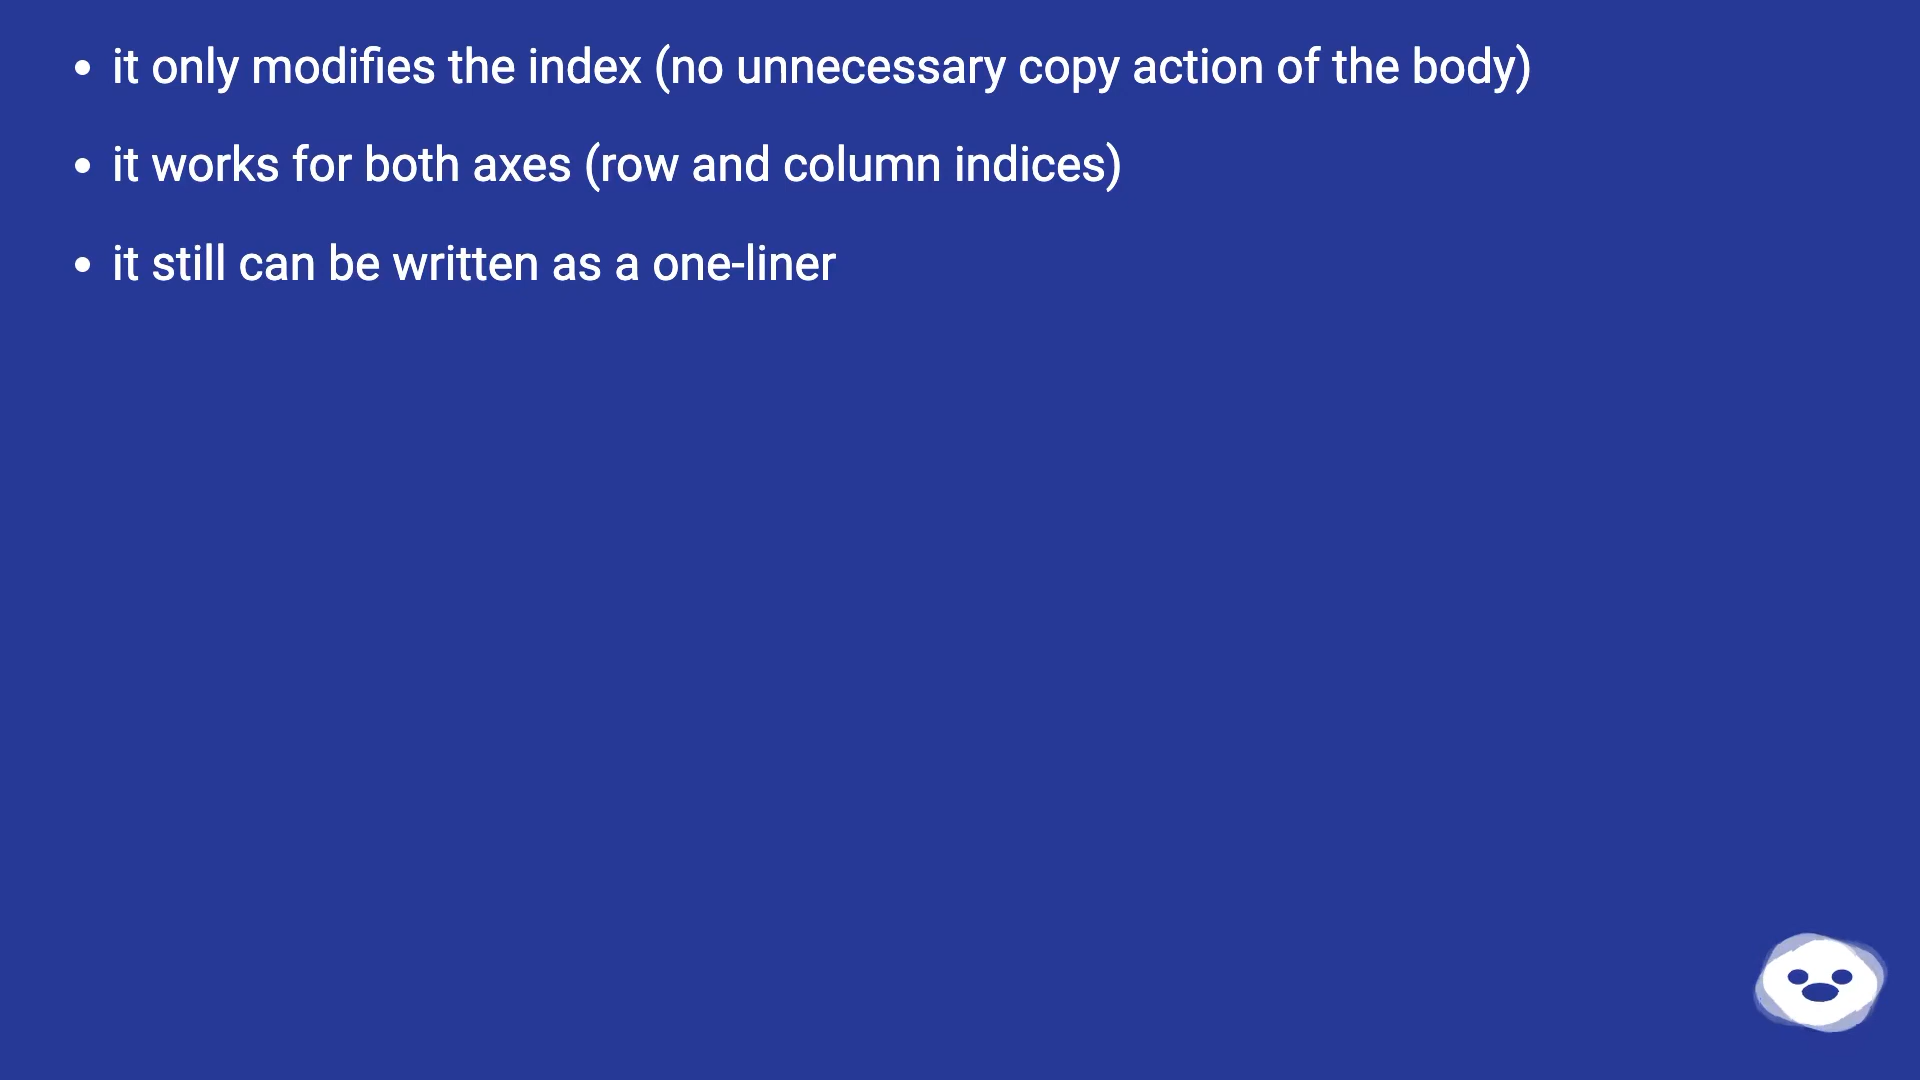 • it only modifies the index (no unnecessary copy action of the body)
• it works for both axes (row and column indices)
• it still can be written as a one-liner